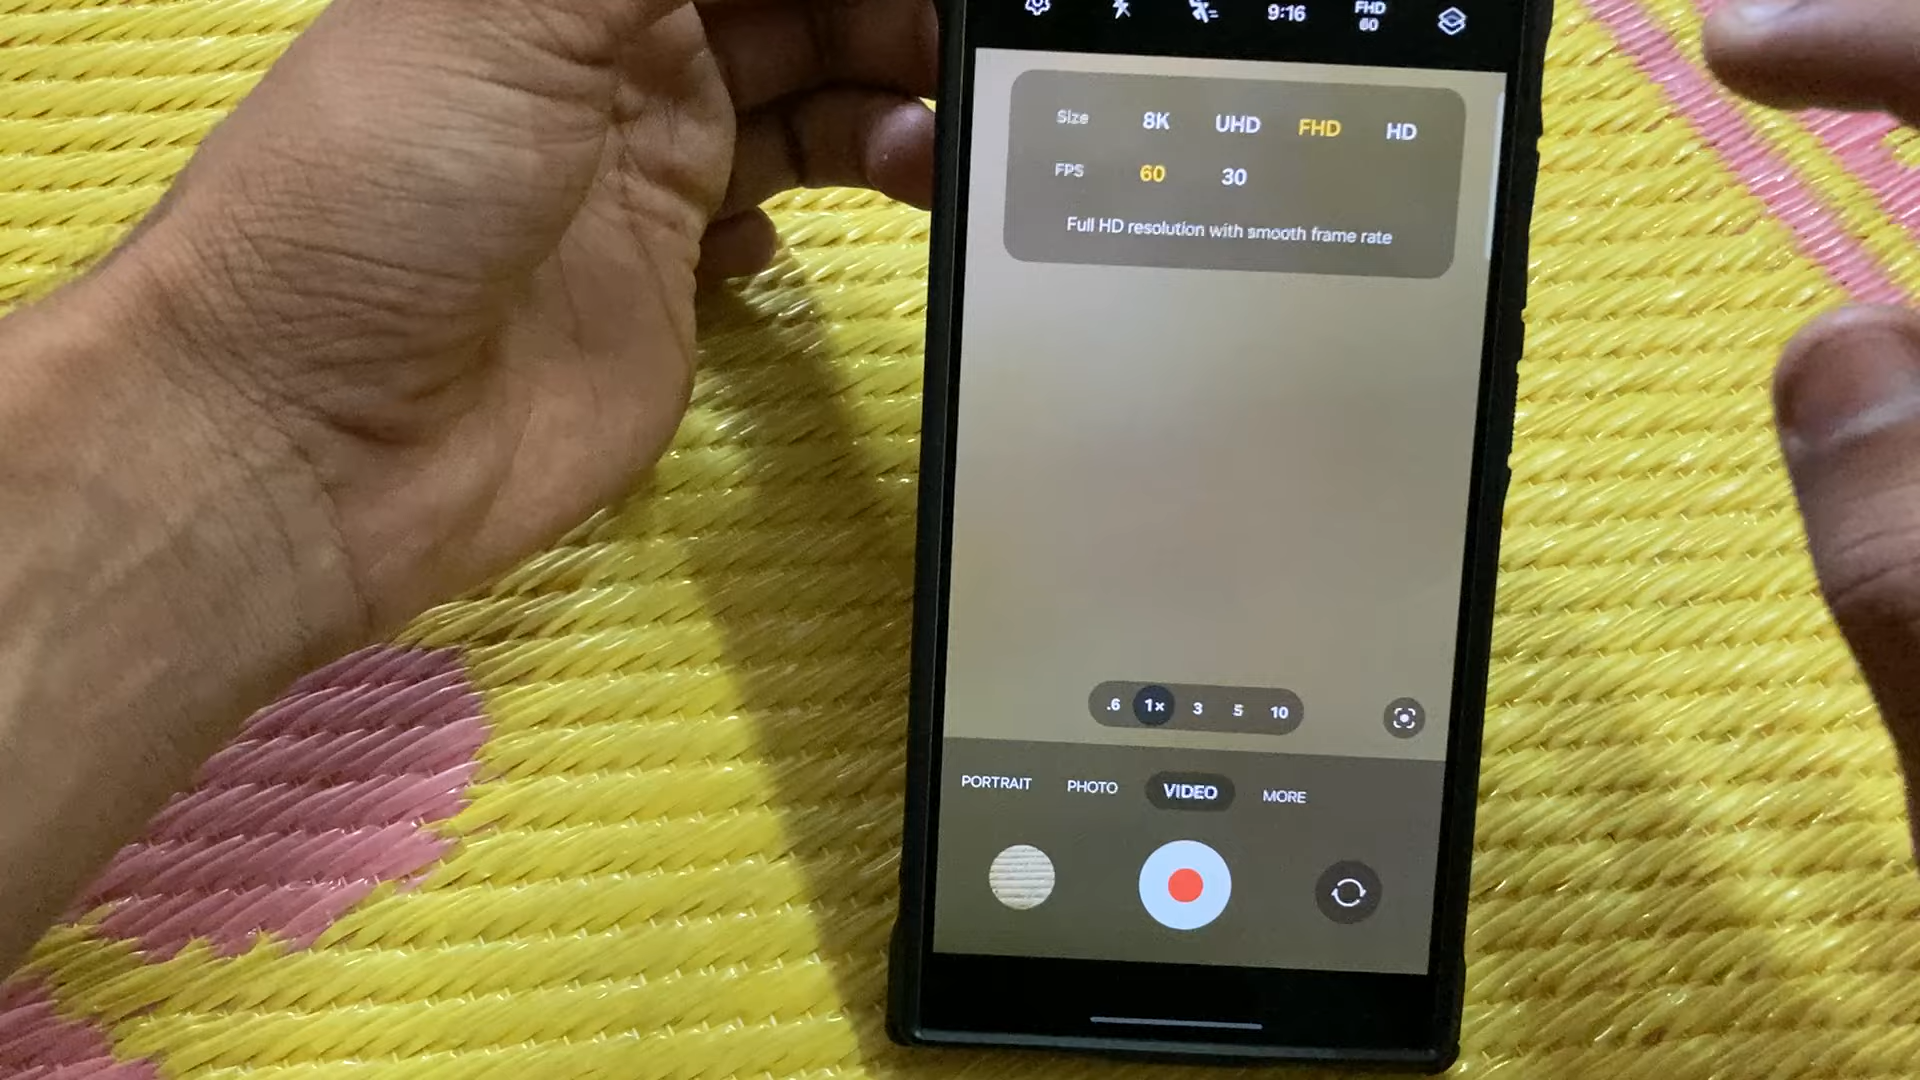 9:16 FHD 60
Size 8K UHD FHD HD
FPS 60 30
Full HD resolution with smooth frame rate
.6 1x 3 5 10
PORTRAIT PHOTO VIDEO MORE